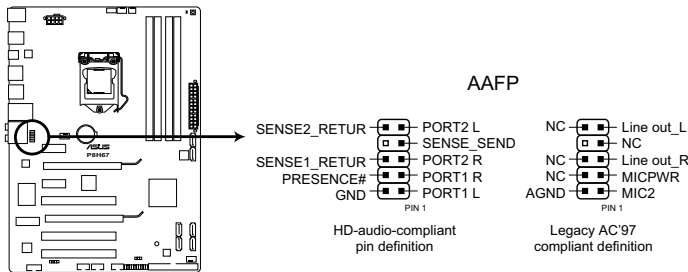 AAFP
SENSE2_RETUR PORT2 L
SENSE_SEND
SENSE1_RETUR PORT2 R
PRESENCE# PORT1 R
GND PORT1 L
PIN 1
HD-audio-compliant
pin definition
NC Line out_L
NC
NC Line out_R
NC MICPWR
AGND MIC2
PIN 1
Legacy AC'97
compliant definition
ASUS
P8H67